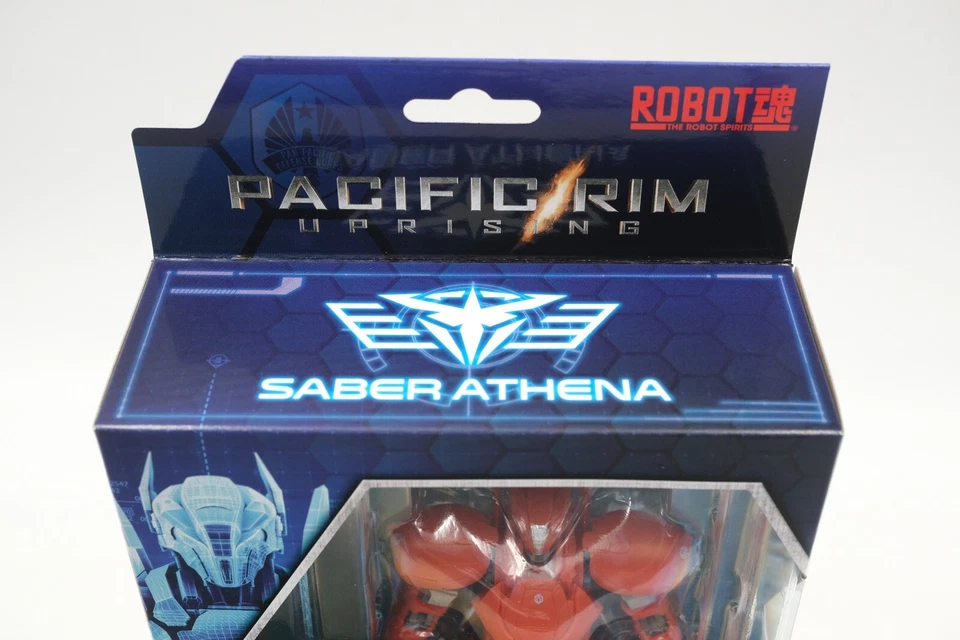 ROBOT魂
THE ROBOT SPIRITS
PACIFIC RIM
UPRISING
SABER ATHENA